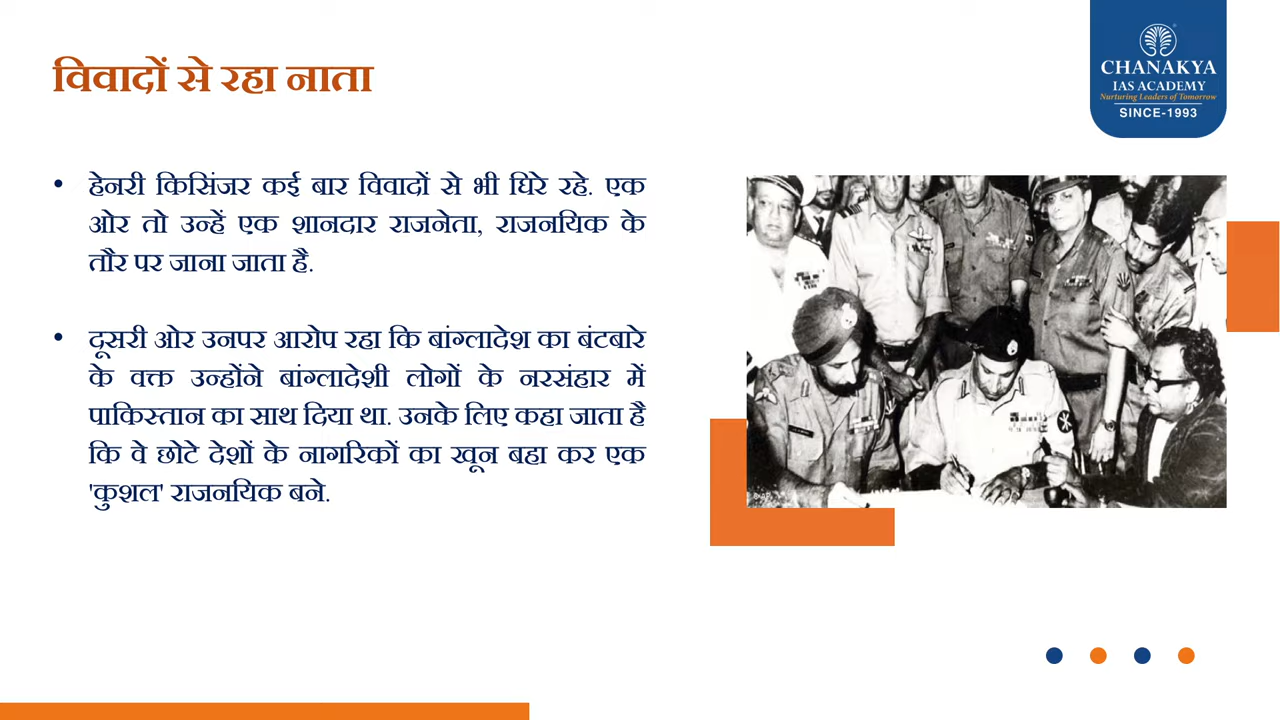 विवादों से रहा नाता
CHANAKYA
IAS ACADEMY
Nurturing Leaders of Tomorrow
SINCE-1993
• हेनरी किसिंजर कई बार विवादों से भी घिरे रहे. एक
ओर तो उन्हें एक शानदार राजनेता, राजनयिक के
तौर पर जाना जाता है.
• दूसरी ओर उनपर आरोप रहा कि बांग्लादेश का बंटबारे
के वक्त उन्होंने बांग्लादेशी लोगों के नरसंहार में
पाकिस्तान का साथ दिया था. उनके लिए कहा जाता है
कि वे छोटे देशों के नागरिकों का खून बहा कर एक
'कुशल' राजनयिक बने.